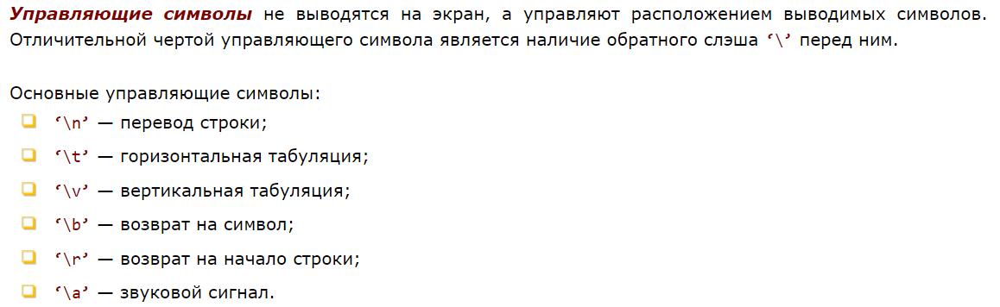 Управляющие символы не выводятся на экран, а управляют расположением выводимых символов.
Отличительной чертой управляющего символа является наличие обратного слэша ‘\’ перед ним.
Основные управляющие символы:
‘\n’ — перевод строки;
‘\t’ — горизонтальная табуляция;
‘\v’ — вертикальная табуляция;
‘\b’ — возврат на символ;
‘\r’ — возврат на начало строки;
‘\a’ — звуковой сигнал.